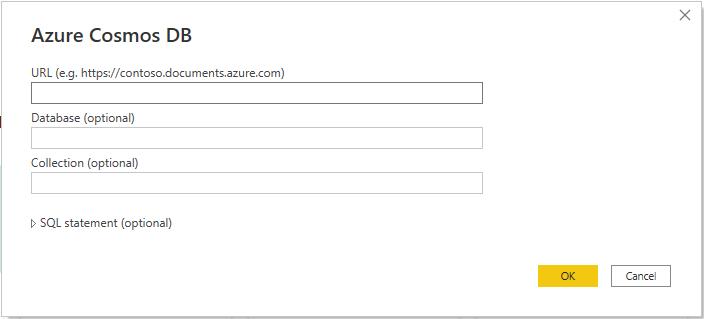 Azure Cosmos DB
URL (e.g. https://contoso.documents.azure.com)
Database (optional)
Collection (optional)
SQL statement (optional)
OK
Cancel